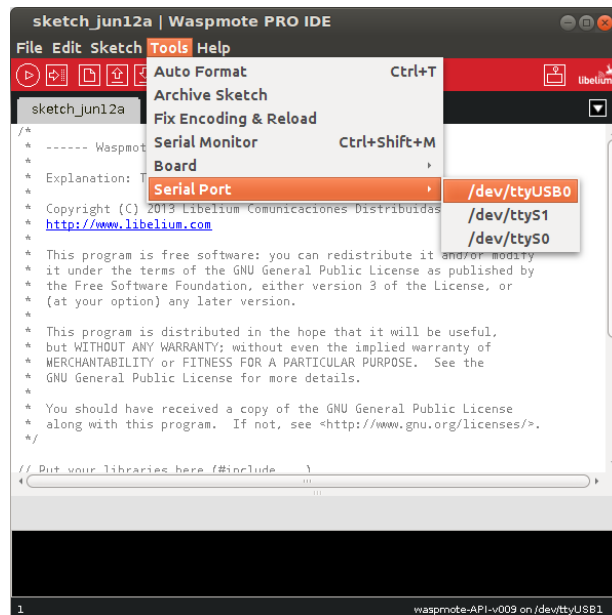 sketch_jun12a | Waspmote PRO IDE
File Edit Sketch Tools Help
Auto Format Ctrl+T
Archive Sketch
Fix Encoding & Reload
Serial Monitor Ctrl+Shift+M
Board
Serial Port
/dev/ttyUSB0
/dev/ttyS1
/dev/ttyS0
libelium
sketch_jun12a
/*
* ------ Waspmot
*
* Explanation: T
*
* Copyright (C) 2013 Libelium Comunicaciones Distribuidas
* http://www.libelium.com
*
* This program is free software: you can redistribute it and/or modify
* it under the terms of the GNU General Public License as published by
* the Free Software Foundation, either version 3 of the License, or
* (at your option) any later version.
*
* This program is distributed in the hope that it will be useful,
* but WITHOUT ANY WARRANTY; without even the implied warranty of
* MERCHANTABILITY or FITNESS FOR A PARTICULAR PURPOSE. See the
* GNU General Public License for more details.
*
* You should have received a copy of the GNU General Public License
* along with this program. If not, see <http://www.gnu.org/licenses/>.
*/
// Put your libraries here (#include ...)
1
waspmote-API-v009 on /dev/ttyUSB1